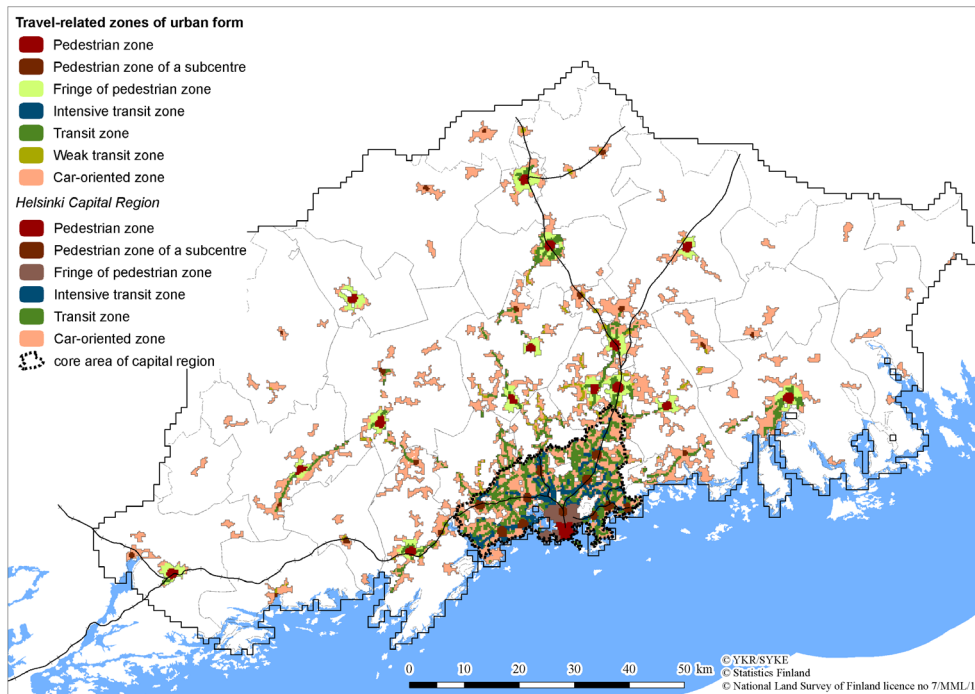 Travel-related zones of urban form
Pedestrian zone
Pedestrian zone of a subcentre
Fringe of pedestrian zone
Intensive transit zone
Transit zone
Weak transit zone
Car-oriented zone
Helsinki Capital Region
Pedestrian zone
Pedestrian zone of a subcentre
Fringe of pedestrian zone
Intensive transit zone
Transit zone
Car-oriented zone
core area of capital region
0 10 20 30 40 50 km
© YKR/SYKE
© Statistics Finland
© National Land Survey of Finland licence no 7/MML/1